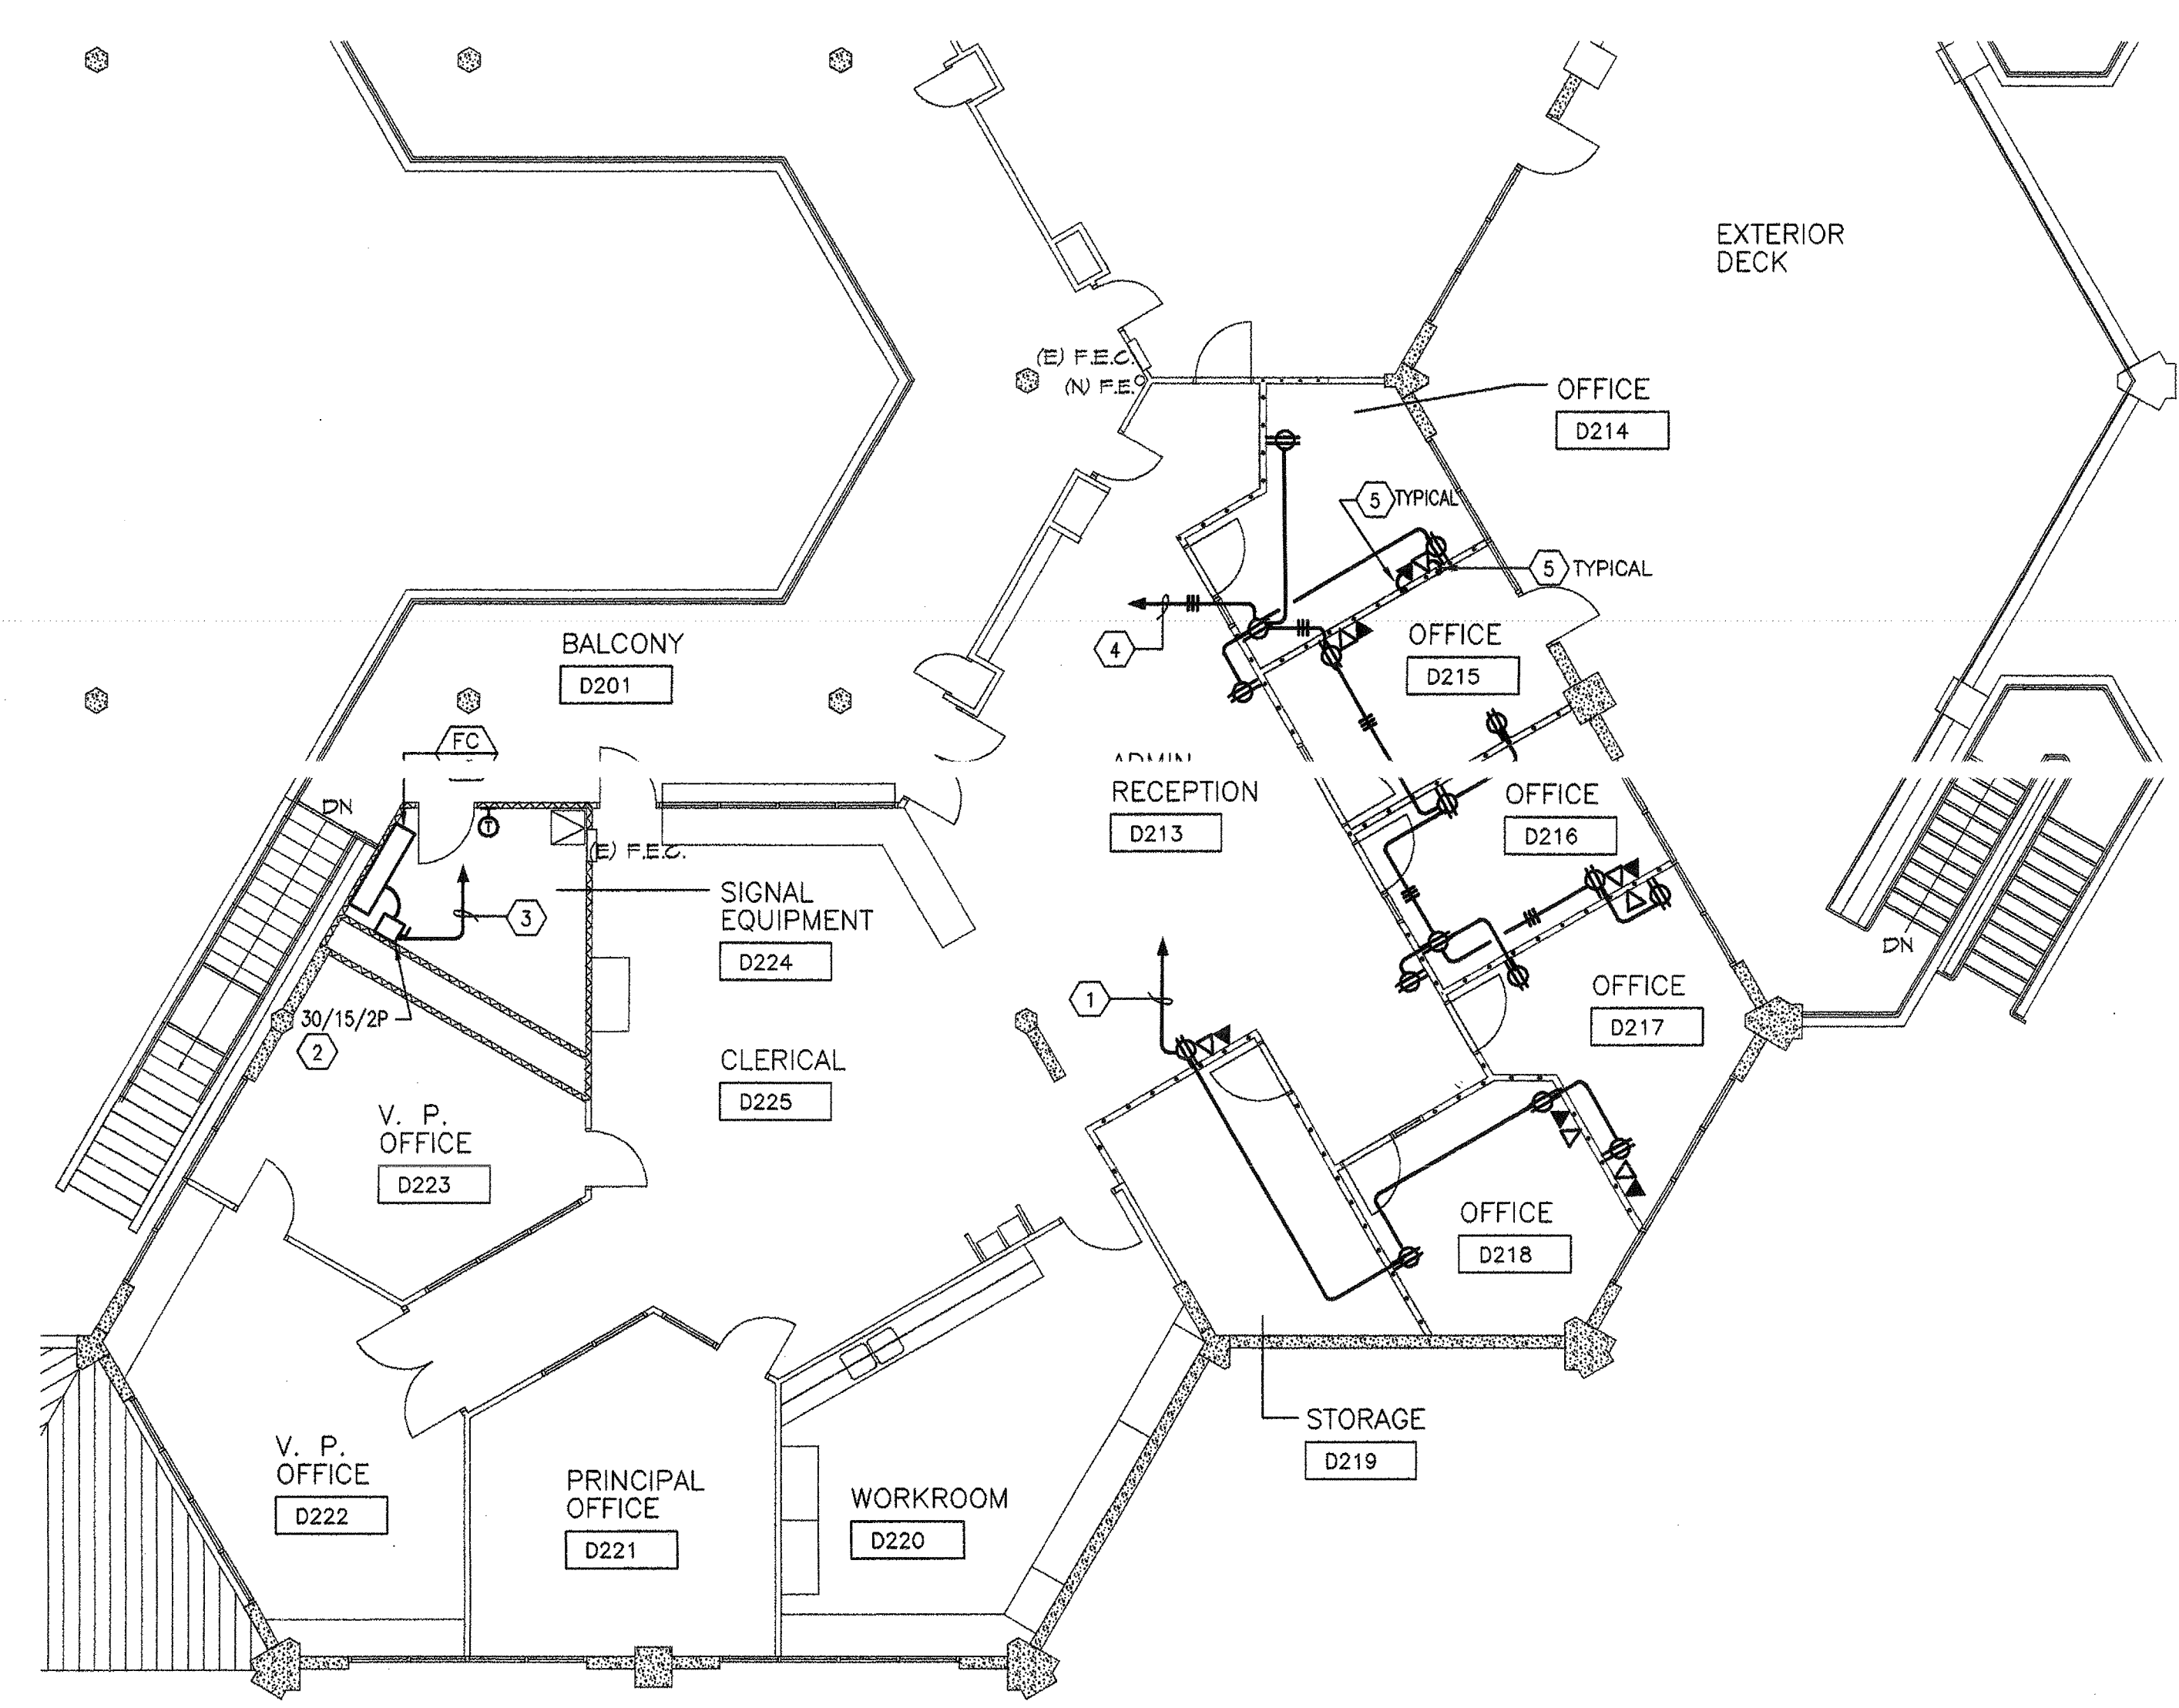 EXTERIOR
DECK
(E) F.E.C.
(N) F.E.
OFFICE
D214
5 TYPICAL
5 TYPICAL
4
BALCONY
D201
OFFICE
D215
FC
ADMIN
RECEPTION
D213
OFFICE
D216
DN
T
(E) F.E.C.
SIGNAL
EQUIPMENT
D224
3
DN
30/15/2P
2
1
OFFICE
D217
CLERICAL
D225
V. P.
OFFICE
D223
OFFICE
D218
STORAGE
D219
V. P.
OFFICE
D222
PRINCIPAL
OFFICE
D221
WORKROOM
D220